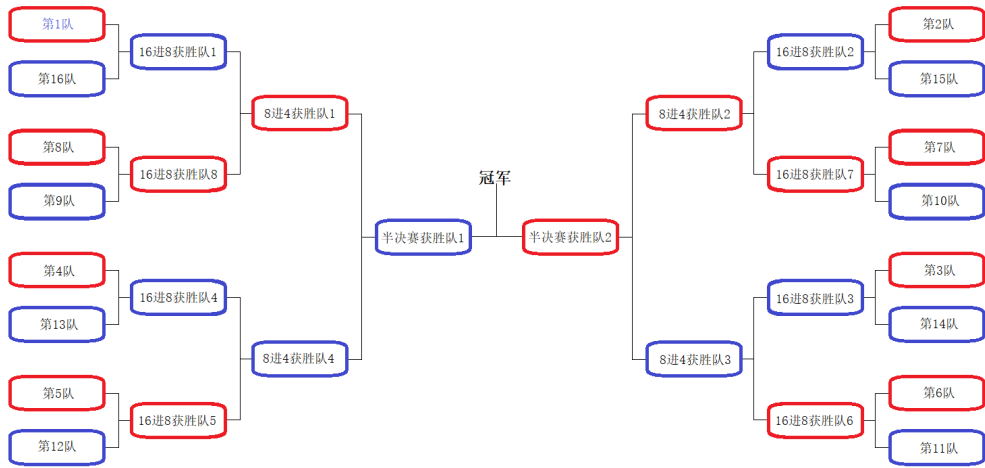 第1队
第16队
第8队
第9队
第4队
第13队
第5队
第12队
16进8获胜队1
16进8获胜队8
16进8获胜队4
16进8获胜队5
8进4获胜队1
8进4获胜队4
半决赛获胜队1
冠军
半决赛获胜队2
8进4获胜队2
8进4获胜队3
16进8获胜队2
16进8获胜队7
16进8获胜队3
16进8获胜队6
第2队
第15队
第7队
第10队
第3队
第14队
第6队
第11队